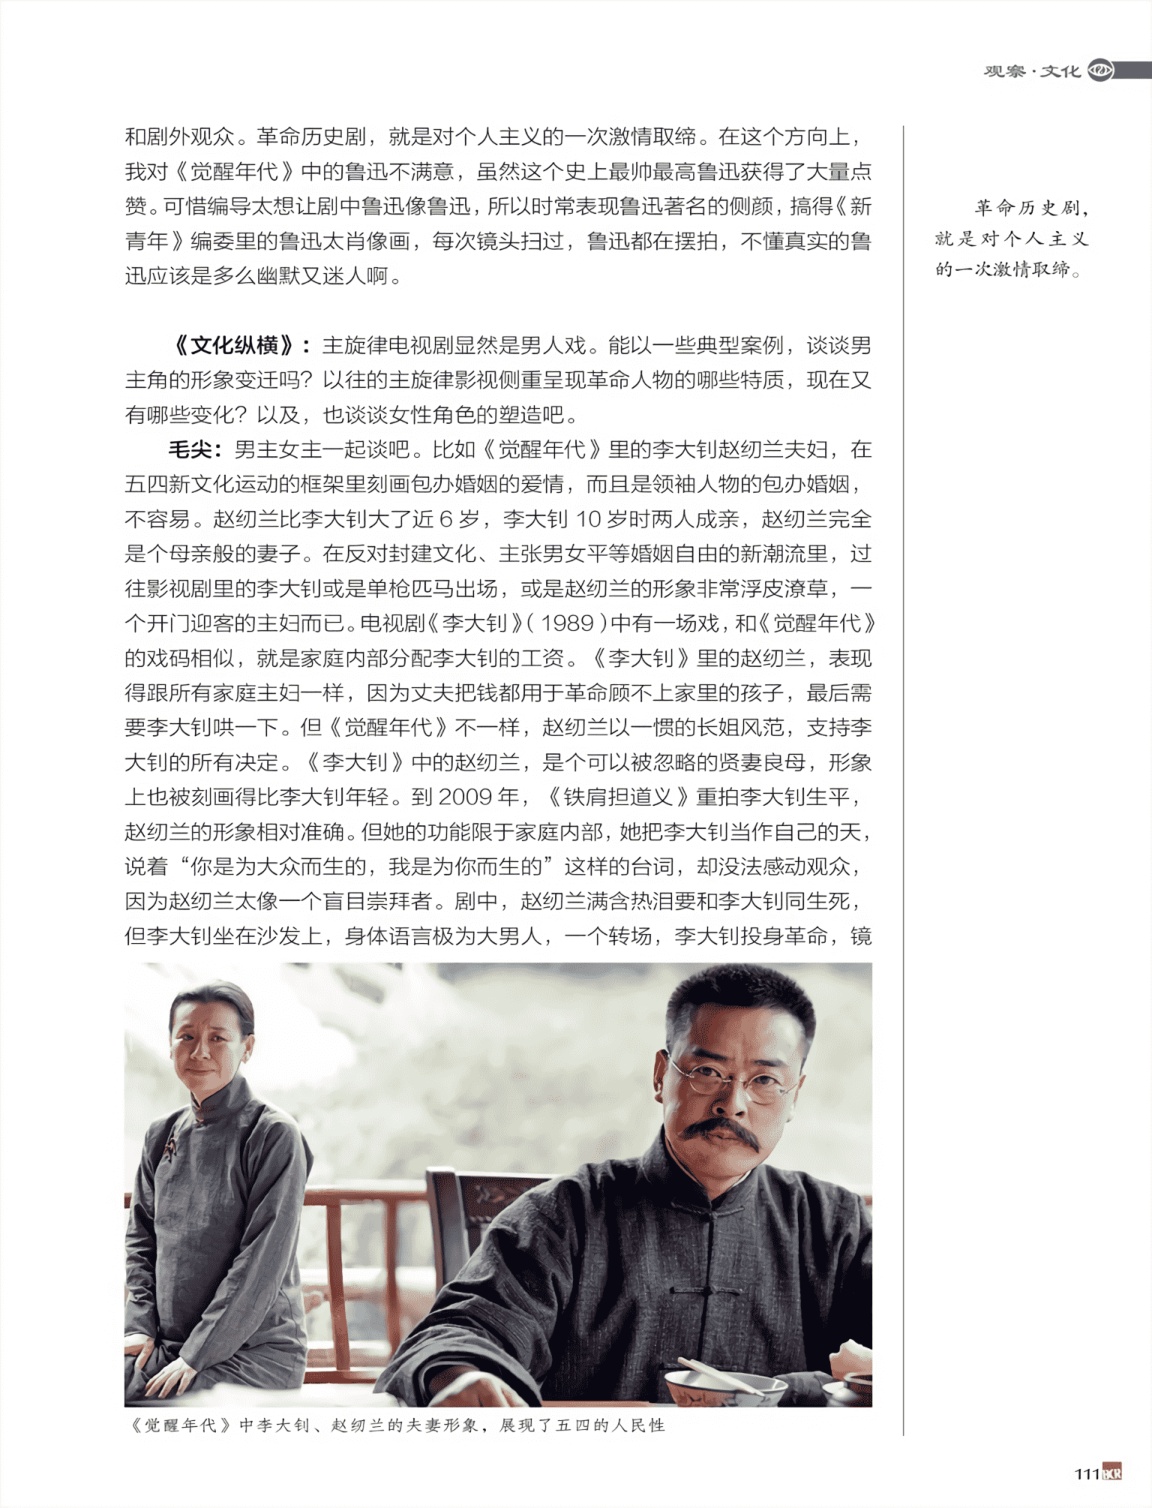 观察·文化
和剧外观众。革命历史剧，就是对个人主义的一次激情取缔。在这个方向上，
我对《觉醒年代》中的鲁迅不满意，虽然这个史上最帅最高鲁迅获得了大量点
赞。可惜编导太想让剧中鲁迅像鲁迅，所以时常表现鲁迅著名的侧颜，搞得《新
青年》编委里的鲁迅太肖像画，每次镜头扫过，鲁迅都在摆拍，不懂真实的鲁
迅应该是多么幽默又迷人啊。
《文化纵横》：主旋律电视剧显然是男人戏。能以一些典型案例，谈谈男
主角的形象变迁吗？以往的主旋律影视侧重呈现革命人物的哪些特质，现在又
有哪些变化？以及，也谈谈女性角色的塑造吧。
毛尖：男主女主一起谈吧。比如《觉醒年代》里的李大钊赵纫兰夫妇，在
五四新文化运动的框架里刻画包办婚姻的爱情，而且是领袖人物的包办婚姻，
不容易。赵纫兰比李大钊大了近 6 岁，李大钊 10 岁时两人成亲，赵纫兰完全
是个母亲般的妻子。在反对封建文化、主张男女平等婚姻自由的新潮流里，过
往影视剧里的李大钊或是单枪匹马出场，或是赵纫兰的形象非常浮皮潦草，一
个开门迎客的主妇而已。电视剧《李大钊》（1989）中有一场戏，和《觉醒年代》
的戏码相似，就是家庭内部分配李大钊的工资。《李大钊》里的赵纫兰，表现
得跟所有家庭主妇一样，因为丈夫把钱都用于革命顾不上家里的孩子，最后需
要李大钊哄一下。但《觉醒年代》不一样，赵纫兰以一惯的长姐风范，支持李
大钊的所有决定。《李大钊》中的赵纫兰，是个可以被忽略的贤妻良母，形象
上也被刻画得比李大钊年轻。到 2009 年，《铁肩担道义》重拍李大钊生平，
赵纫兰的形象相对准确。但她的功能限于家庭内部，她把李大钊当作自己的天，
说着“你是为大众而生的，我是为你而生的”这样的台词，却没法感动观众，
因为赵纫兰太像一个盲目崇拜者。剧中，赵纫兰满含热泪要和李大钊同生死，
但李大钊坐在沙发上，身体语言极为大男人，一个转场，李大钊投身革命，镜
革命历史剧，
就是对个人主义
的一次激情取缔。
《觉醒年代》中李大钊、赵纫兰的夫妻形象，展现了五四的人民性
111 BCR